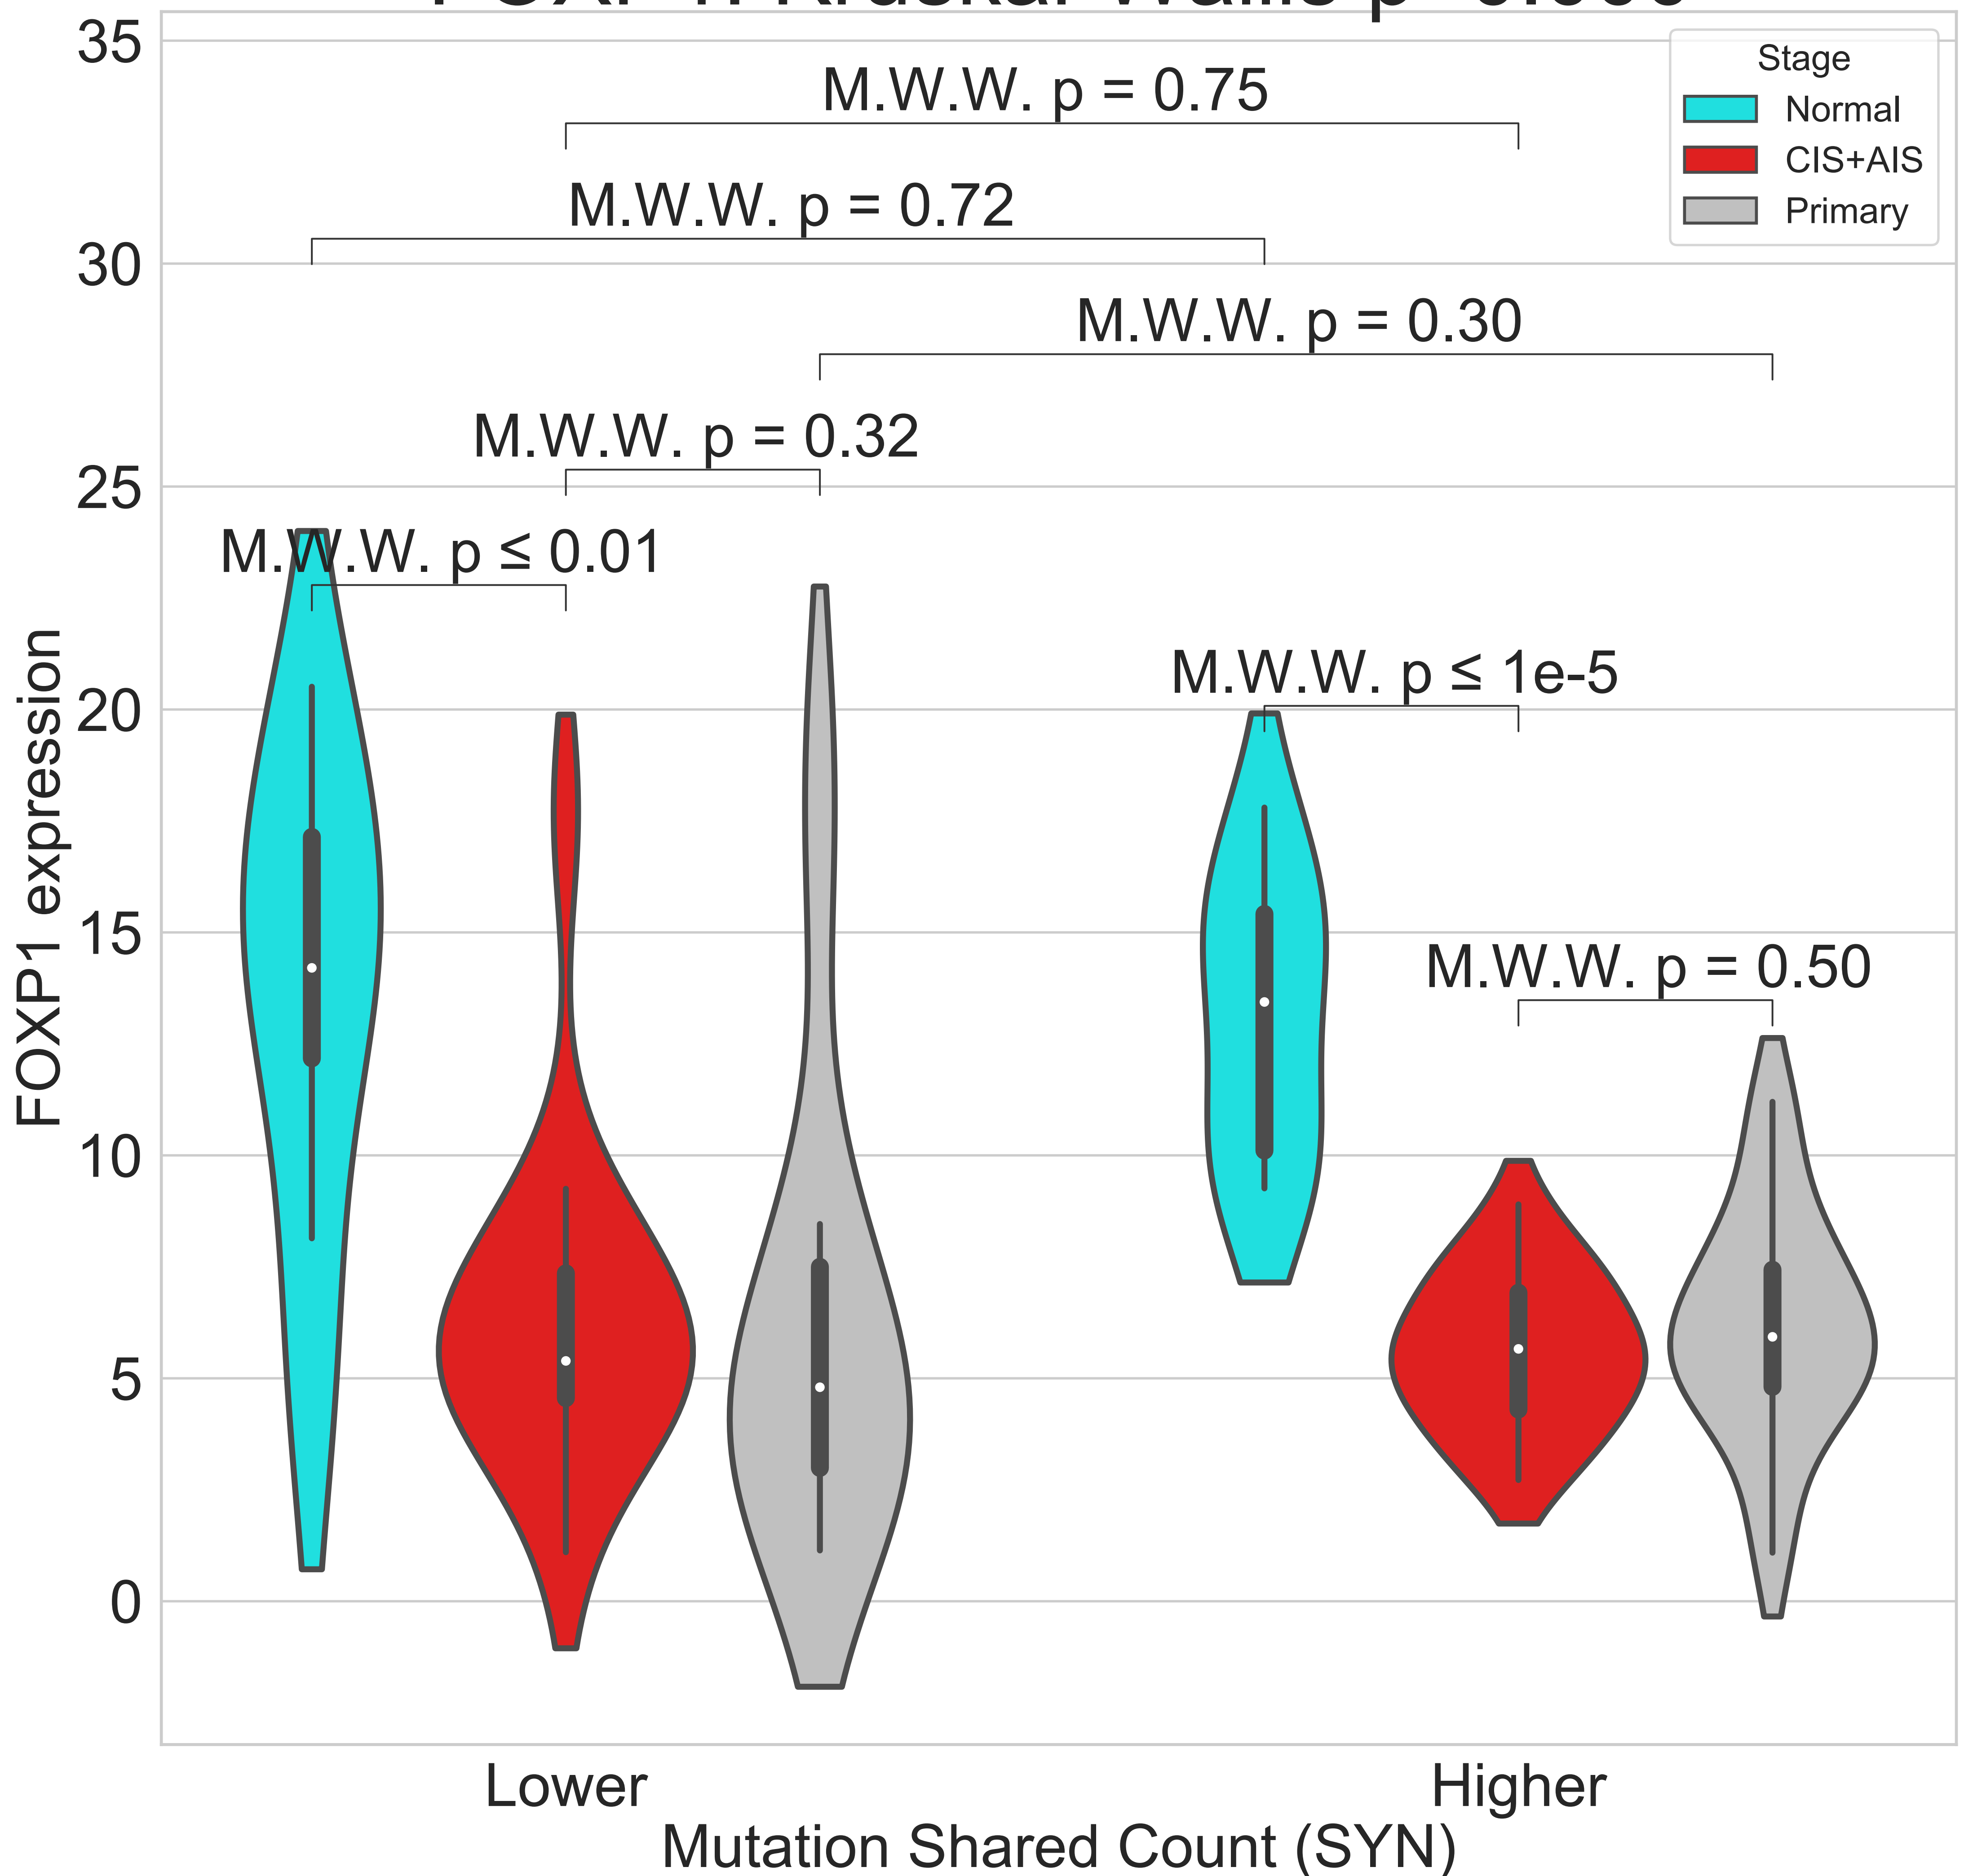 35
Stage
Normal
CIS+AIS
Primary
M.W.W. p = 0.75
M.W.W. p = 0.72
30
M.W.W. p = 0.30
M.W.W. p = 0.32
25
M.W.W. p ≤ 0.01
M.W.W. p ≤ 1e-5
20
15
M.W.W. p = 0.50
10
5
0
FOXP1 expression
Lower
Higher
Mutation Shared Count (SYN)